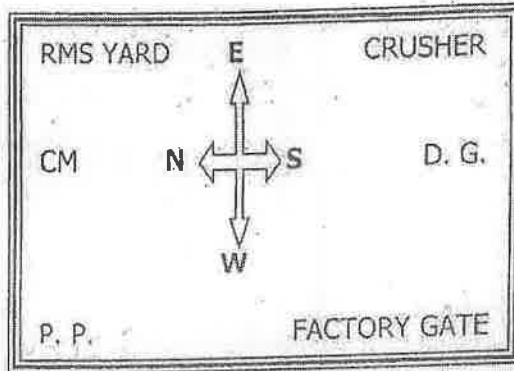 RMS YARD E CRUSHER
CM N S D. G.
W
P. P. FACTORY GATE